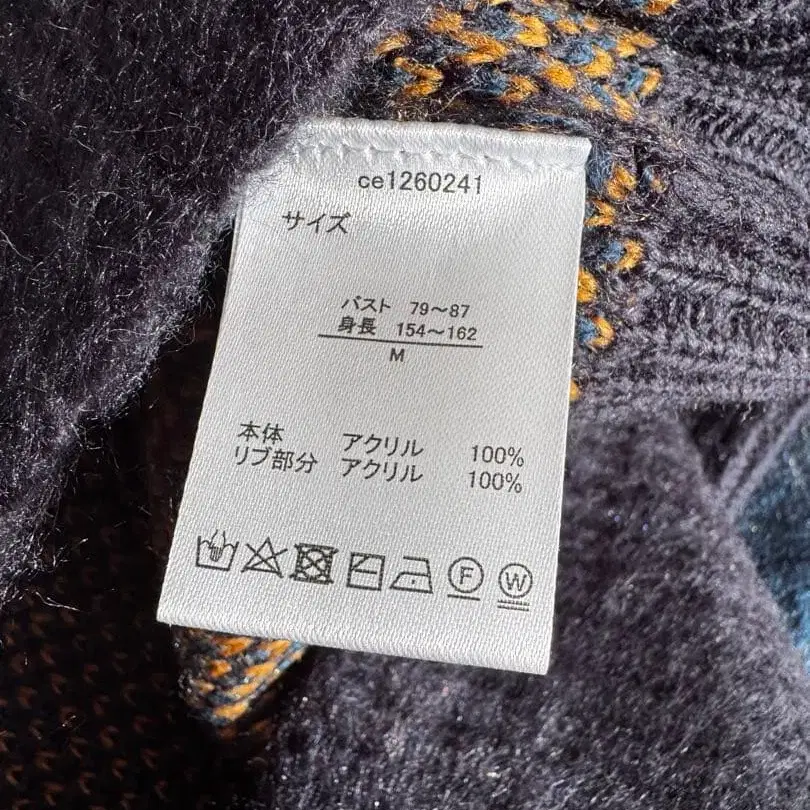 ce1260241
サイズ
バスト 79～87
身長 154～162
M
本体 アクリル 100%
リブ部分 アクリル 100%
F W